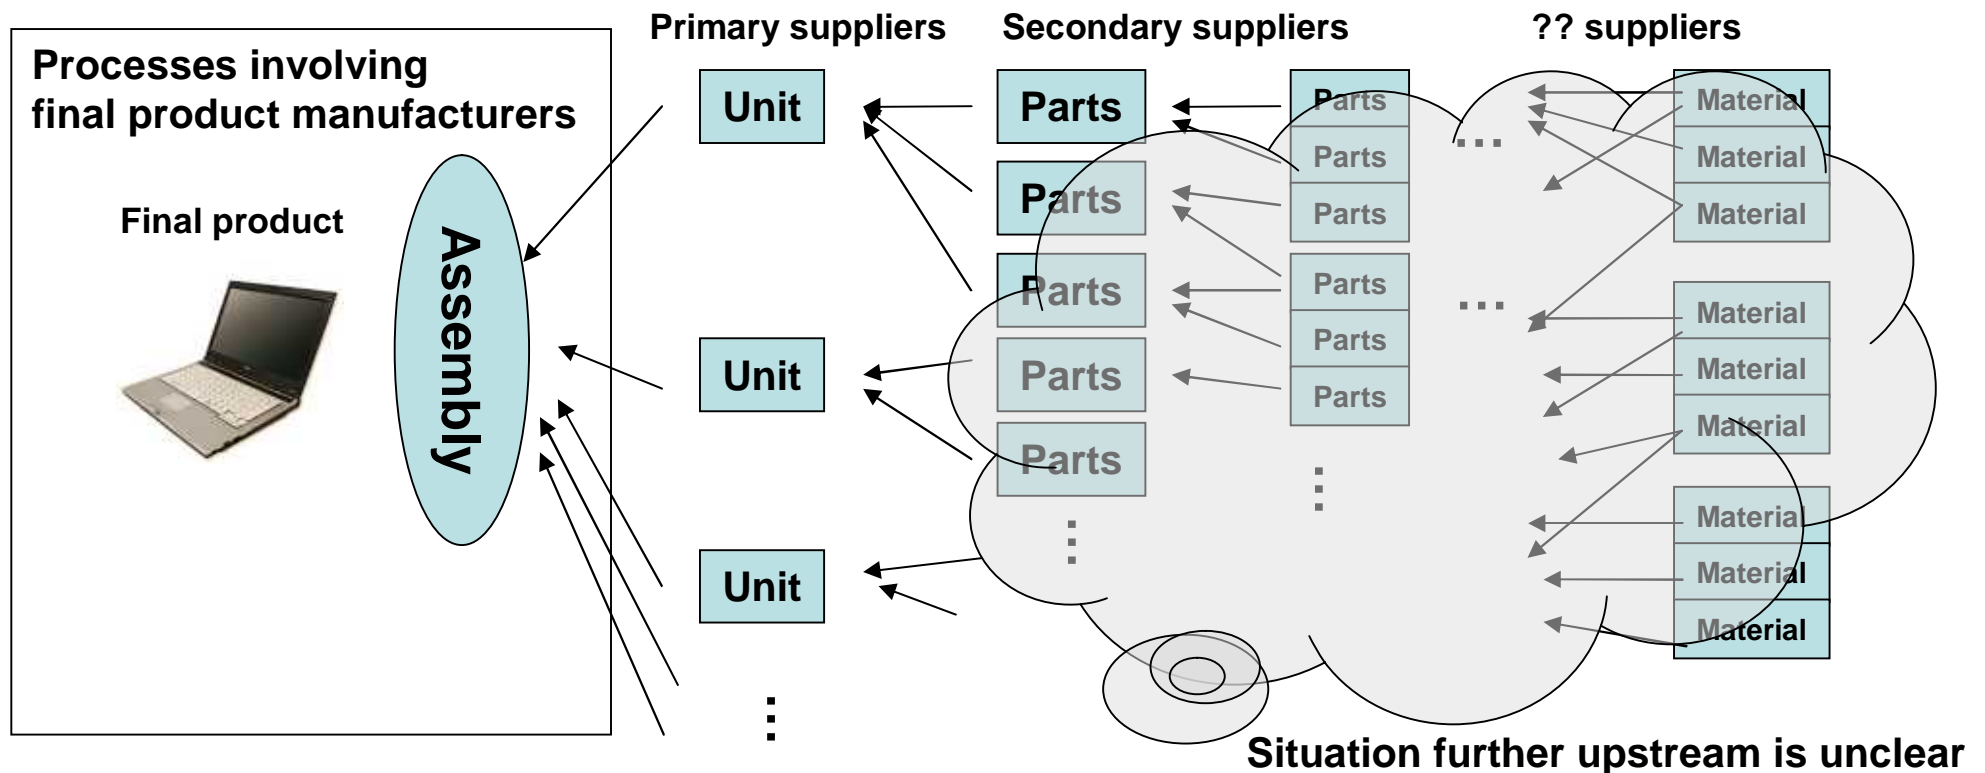 Primary suppliers
Secondary suppliers
?? suppliers
Processes involving
final product manufacturers
Final product
Assembly
Unit
Unit
Unit
...
Parts
Parts
Parts
Parts
Parts
...
Parts
Parts
Parts
Parts
Parts
Parts
...
...
...
Material
Material
Material
Material
Material
Material
Material
Material
Material
Situation further upstream is unclear